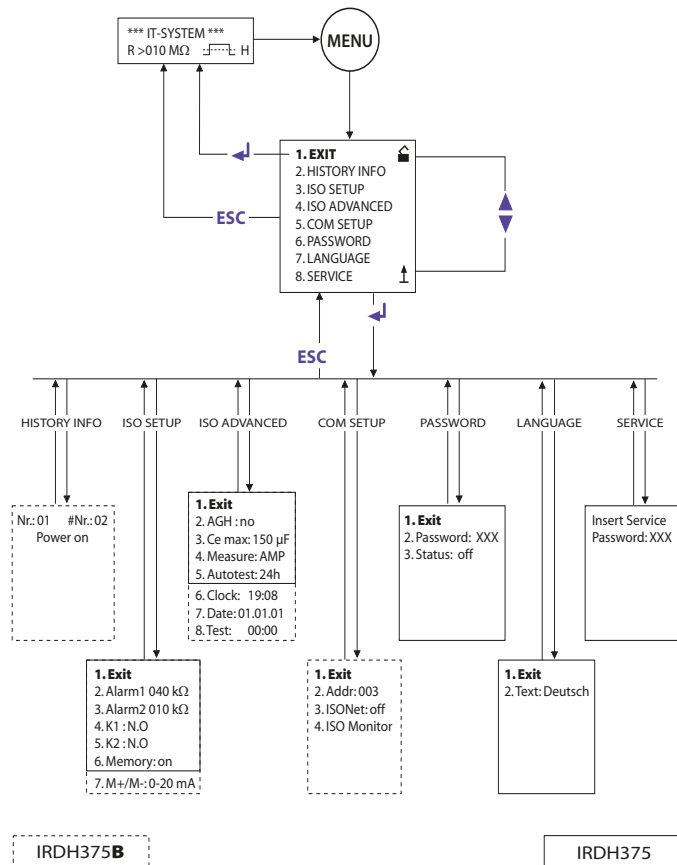 *** IT-SYSTEM ***
R >010 MΩ H
MENU
1. EXIT
2. HISTORY INFO
3. ISO SETUP
4. ISO ADVANCED
5. COM SETUP
6. PASSWORD
7. LANGUAGE
8. SERVICE
ESC
ESC
HISTORY INFO ISO SETUP ISO ADVANCED COM SETUP PASSWORD LANGUAGE SERVICE
Nr.: 01 #Nr.: 02
Power on
1. Exit
2. AGH : no
3. Ce max: 150 µF
4. Measure: AMP
5. Autotest: 24h
6. Clock: 19:08
7. Date: 01.01.01
8. Test: 00:00
1. Exit
2. Password: XXX
3. Status: off
Insert Service
Password: XXX
1. Exit
2. Alarm1 040 kΩ
3. Alarm2 010 kΩ
4. K1 : N.O
5. K2 : N.O
6. Memory: on
7. M+/M-: 0-20 mA
1. Exit
2. Addr: 003
3. ISONet: off
4. ISO Monitor
1. Exit
2. Text: Deutsch
IRDH375B
IRDH375